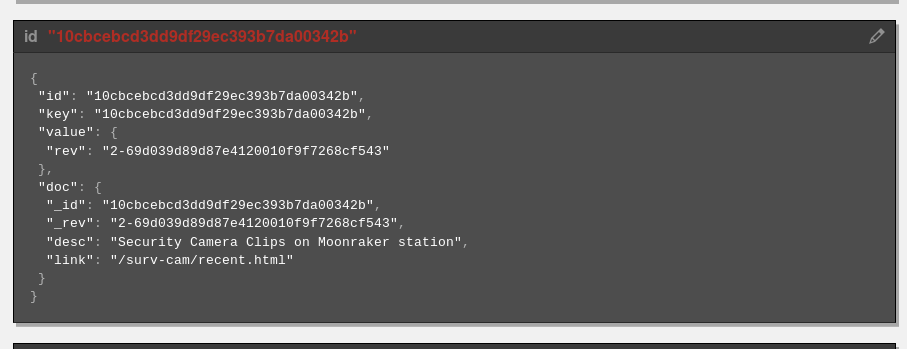 id "10cbcebcd3dd9df29ec393b7da00342b"
{
"id": "10cbcebcd3dd9df29ec393b7da00342b",
"key": "10cbcebcd3dd9df29ec393b7da00342b",
"value": {
"rev": "2-69d039d89d87e4120010f9f7268cf543"
},
"doc": {
"_id": "10cbcebcd3dd9df29ec393b7da00342b",
"_rev": "2-69d039d89d87e4120010f9f7268cf543",
"desc": "Security Camera Clips on Moonraker station",
"link": "/surv-cam/recent.html"
}
}